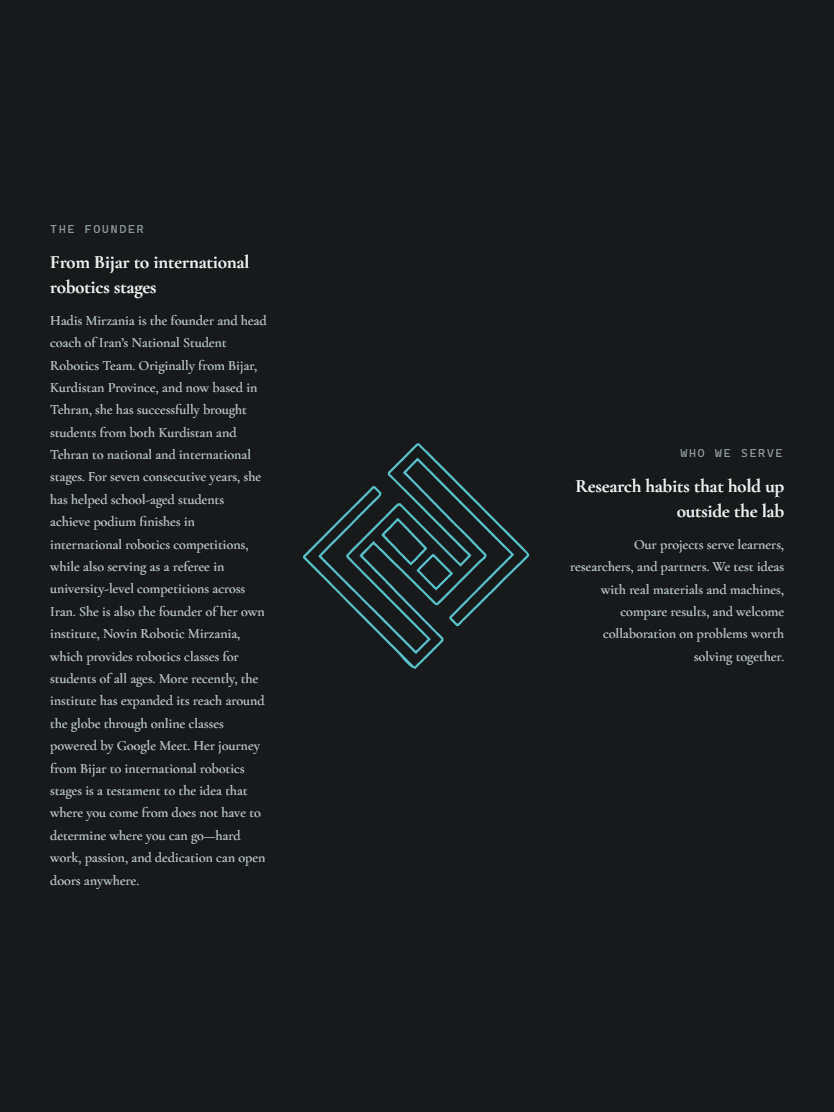 THE FOUNDER
From Bijar to international
robotics stages
Hadis Mirzania is the founder and head
coach of Iran’s National Student
Robotics Team. Originally from Bijar,
Kurdistan Province, and now based in
Tehran, she has successfully brought
students from both Kurdistan and
Tehran to national and international
stages. For seven consecutive years, she
has helped school-aged students
achieve podium finishes in
international robotics competitions,
while also serving as a referee in
university-level competitions across
Iran. She is also the founder of her own
institute, Novin Robotic Mirzania,
which provides robotics classes for
students of all ages. More recently, the
institute has expanded its reach around
the globe through online classes
powered by Google Meet. Her journey
from Bijar to international robotics
stages is a testament to the idea that
where you come from does not have to
determine where you can go—hard
work, passion, and dedication can open
doors anywhere.
WHO WE SERVE
Research habits that hold up
outside the lab
Our projects serve learners,
researchers, and partners. We test ideas
with real materials and machines,
compare results, and welcome
collaboration on problems worth
solving together.